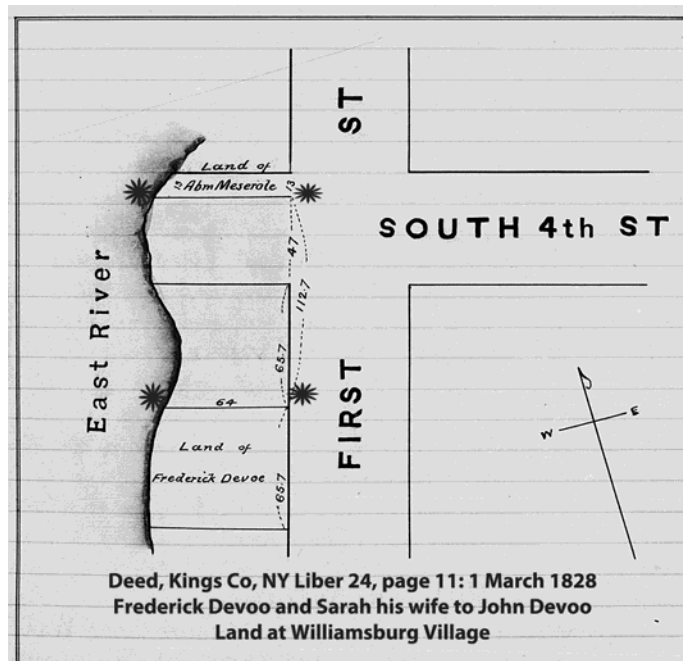 ST
Land of
Abm Meserole
13
SOUTH 4th ST
47
112.7
East River
65.7
64
FIRST
Land of
Frederick Devoe
65.7
W
E
Deed, Kings Co, NY Liber 24, page 11: 1 March 1828
Frederick Devoo and Sarah his wife to John Devoo
Land at Williamsburg Village